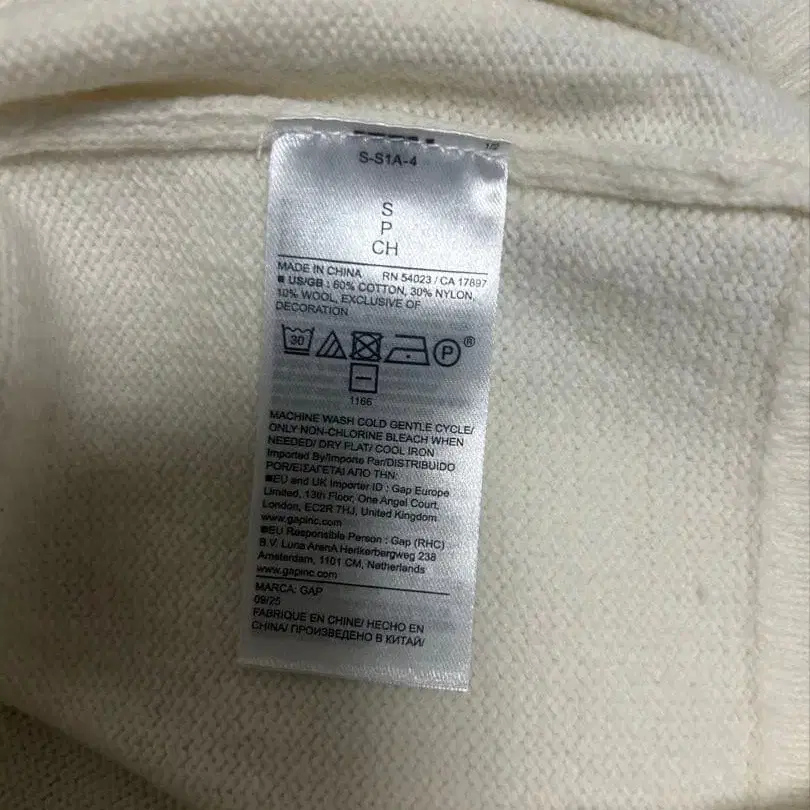 1/2
S-S1A-4
S
P
CH
MADE IN CHINA RN 54023 / CA 17897
■ US/GB : 60% COTTON, 30% NYLON,
10% WOOL, EXCLUSIVE OF
DECORATION
30 P ®
1166
MACHINE WASH COLD GENTLE CYCLE/
ONLY NON-CHLORINE BLEACH WHEN
NEEDED/ DRY FLAT/ COOL IRON
Imported By/Importe Par/DISTRIBUIDO
POR/ΕΙΣΑΓΕΤΑΙ ΑΠΟ ΤΗΝ:
■EU and UK Importer ID : Gap Europe
Limited, 13th Floor, One Angel Court,
London, EC2R 7HJ, United Kingdom
www.gapinc.com
■EU Responsible Person : Gap (RHC)
B.V. Luna ArenA Herikerbergweg 238
Amsterdam, 1101 CM, Netherlands
www.gapinc.com
MARCA: GAP
09/25
FABRIQUE EN CHINE/ HECHO EN
CHINA/ ПРОИЗВЕДЕНО В КИТАЙ/